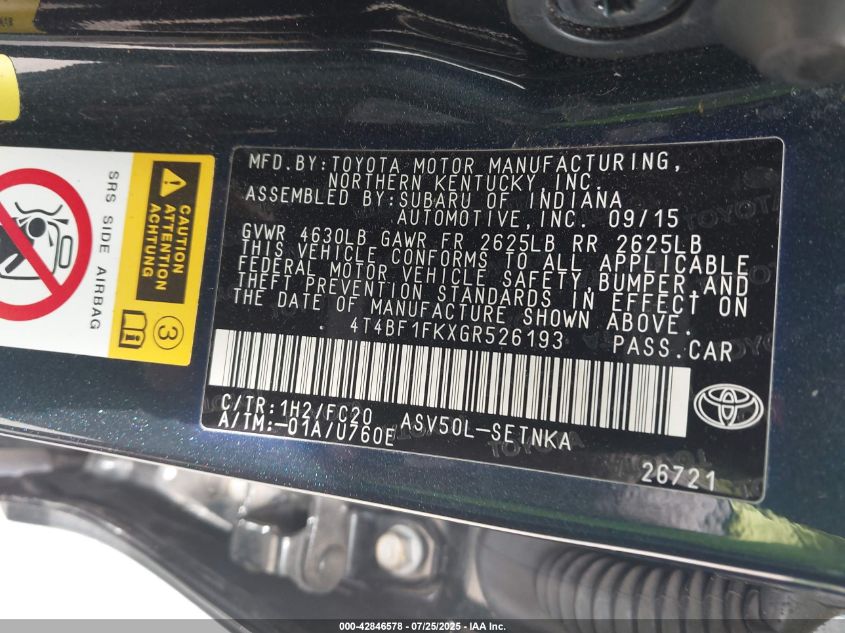 SRS SIDE AIRBAG
CAUTION
ATTENTION
ACHTUNG
3
MFD.BY:TOYOTA MOTOR MANUFACTURING,
NORTHERN KENTUCKY,INC.
ASSEMBLED BY:SUBARU OF INDIANA
AUTOMOTIVE,INC. 09/15
GVWR 4630LB GAWR FR 2625LB RR 2625LB
THIS VEHICLE CONFORMS TO ALL APPLICABLE
FEDERAL MOTOR VEHICLE SAFETY,BUMPER,AND
THEFT PREVENTION STANDARDS IN EFFECT ON
THE DATE OF MANUFACTURE SHOWN ABOVE.
4T4BF1FKXGR526193 PASS.CAR
C/TR:1H2/FC20 ASV50L-SETNKA
A/TM:-01A/U760E
26721
000-42846578 - 07/25/2025 - IAA Inc.